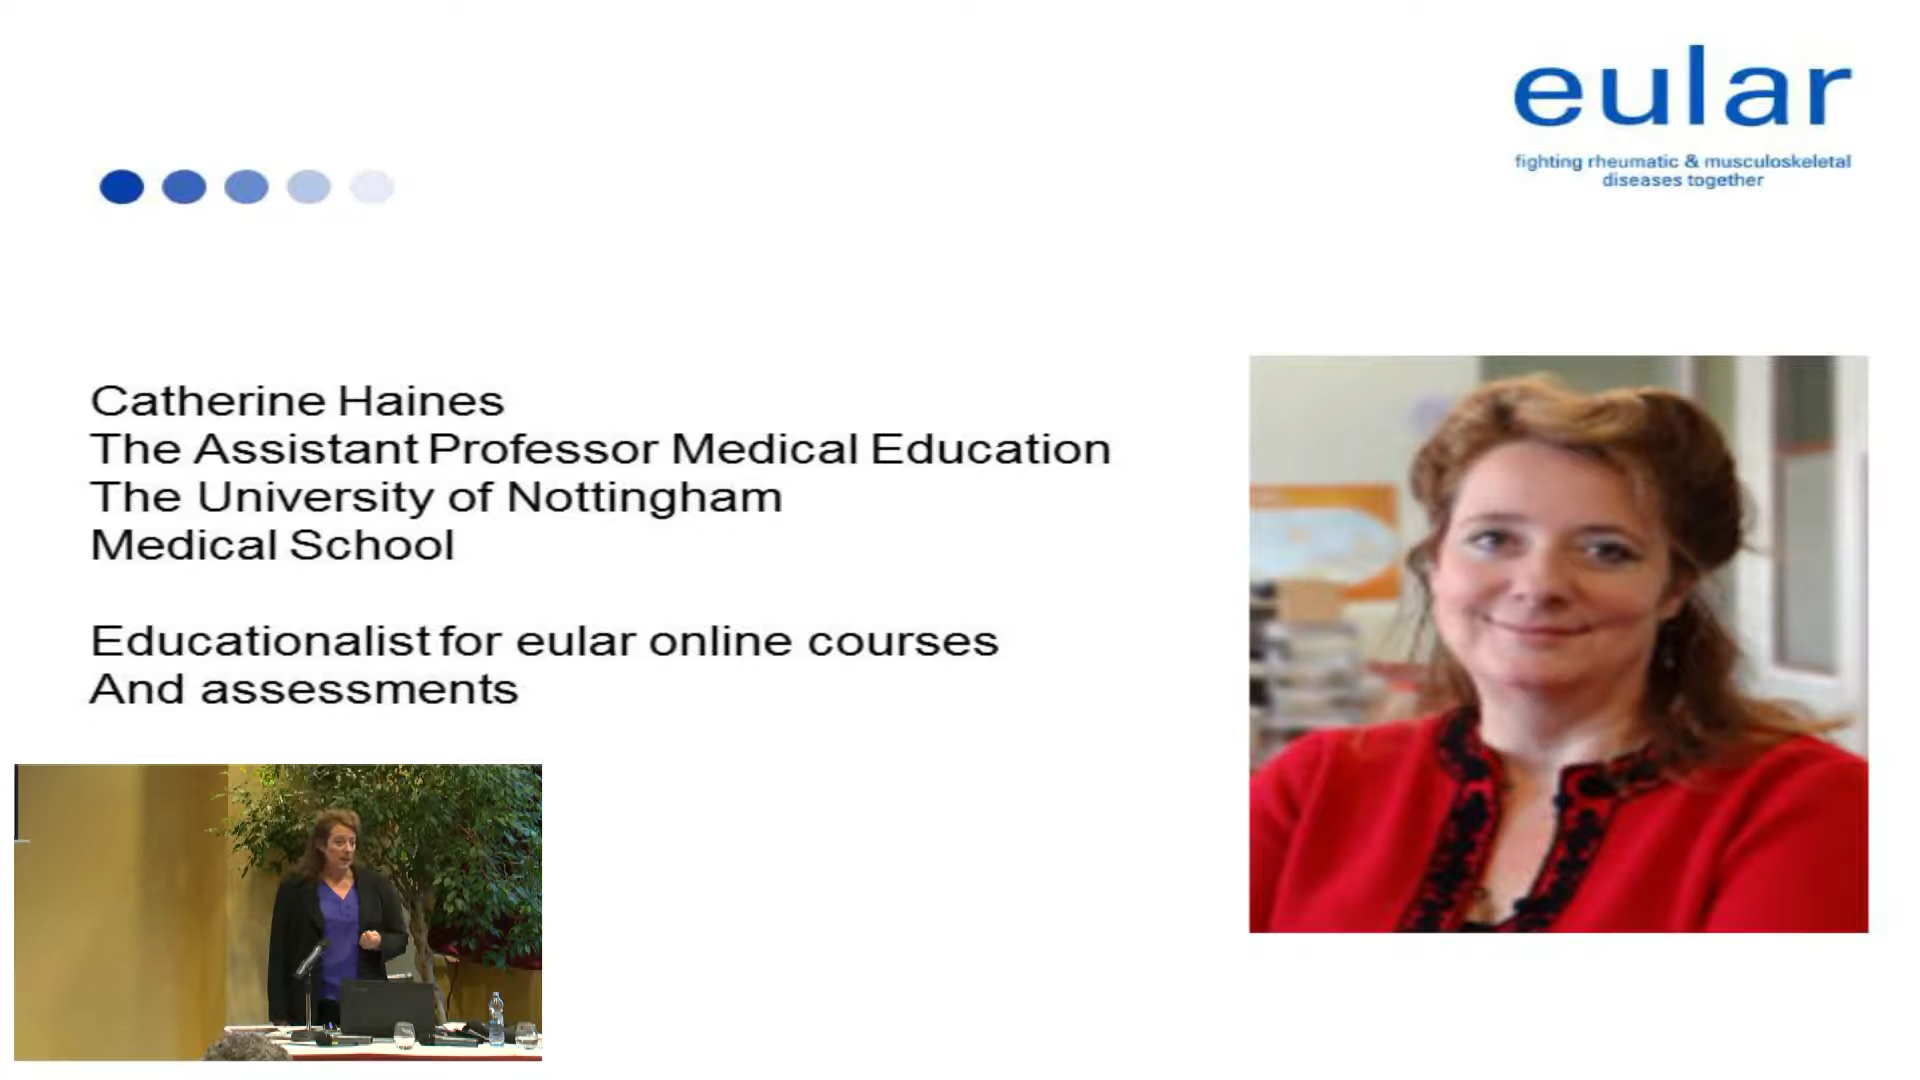 eular
fighting rheumatic & musculoskeletal
diseases together
Catherine Haines
The Assistant Professor Medical Education
The University of Nottingham
Medical School
Educationalist for eular online courses
And assessments